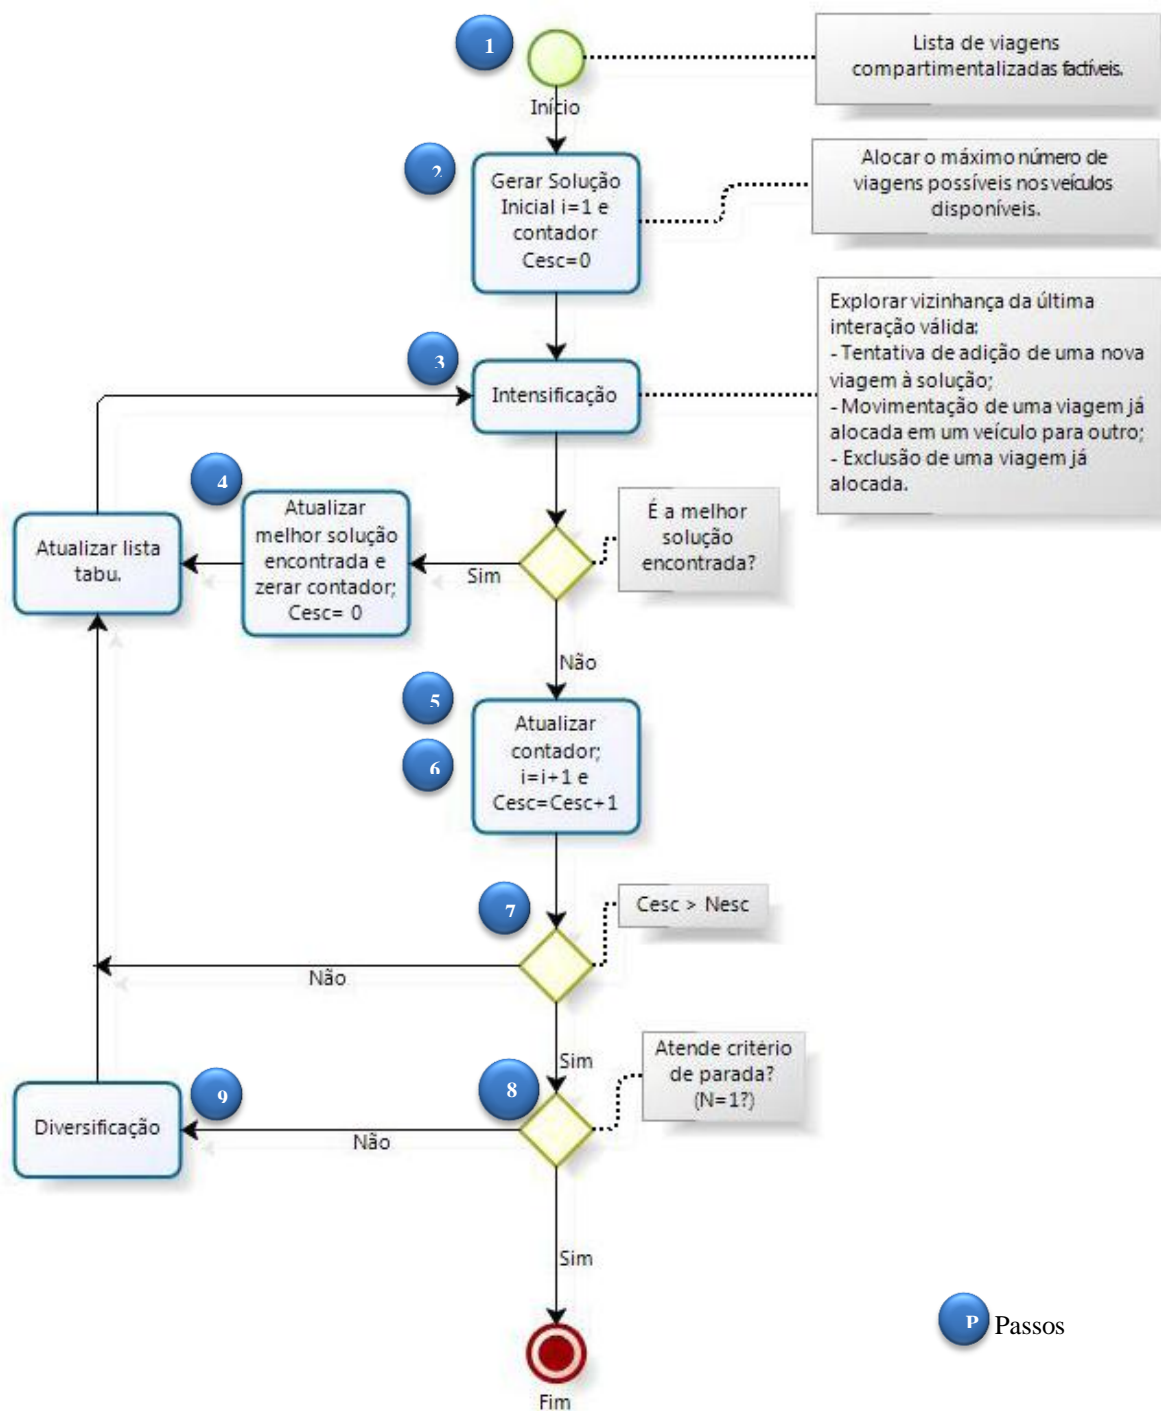 1
Início
Lista de viagens
compartimentalizadas factíveis.
2
Gerar Solução
Inicial i=1 e
contador
Cesc=0
Alocar o máximo número de
viagens possíveis nos veículos
disponíveis.
3
Intensificação
Explorar vizinhança da última
interação válida:
- Tentativa de adição de uma nova
viagem à solução;
- Movimentação de uma viagem já
alocada em um veículo para outro;
- Exclusão de uma viagem já
alocada.
4
Atualizar
melhor solução
encontrada e
zerar contador;
Cesc= 0
Atualizar lista
tabu.
Sim
É a melhor
solução
encontrada?
Não
5
6
Atualizar
contador;
i=i+1 e
Cesc=Cesc+1
7
Cesc > Nesc
Não
Sim
8
Atende critério
de parada?
(N=1?)
9
Diversificação
Não
Sim
Fim
P Passos